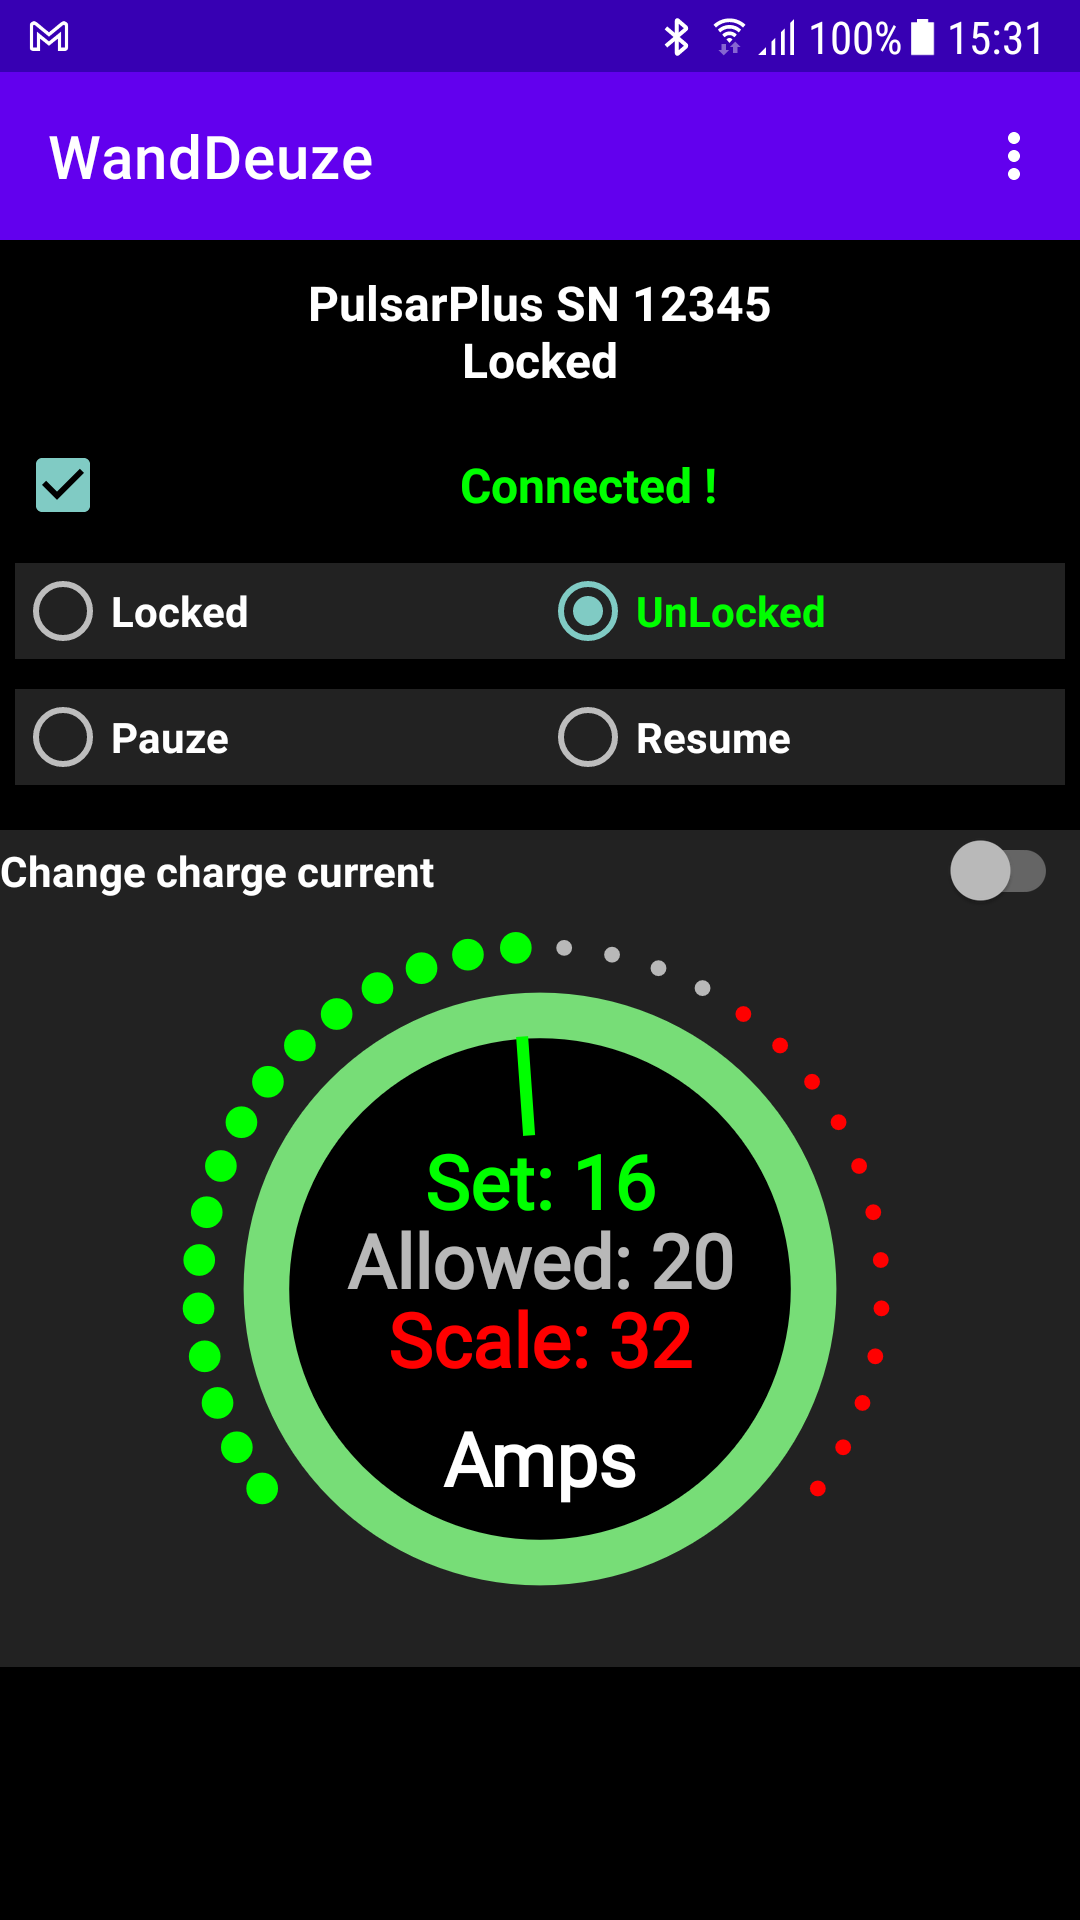 100% 15:31
WandDeuze
PulsarPlus SN 12345
Locked
Connected !
Locked UnLocked
Pauze Resume
Change charge current
Set: 16
Allowed: 20
Scale: 32
Amps